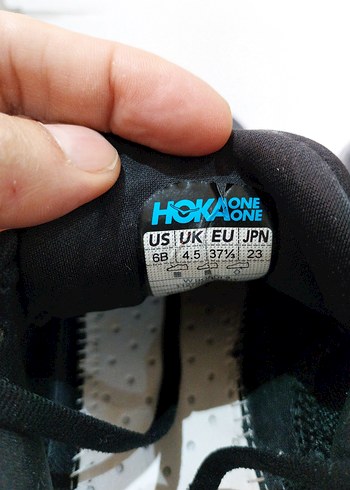 HOKA ONE ONE
US UK EU JPN
6B 4.5 37⅓ 23